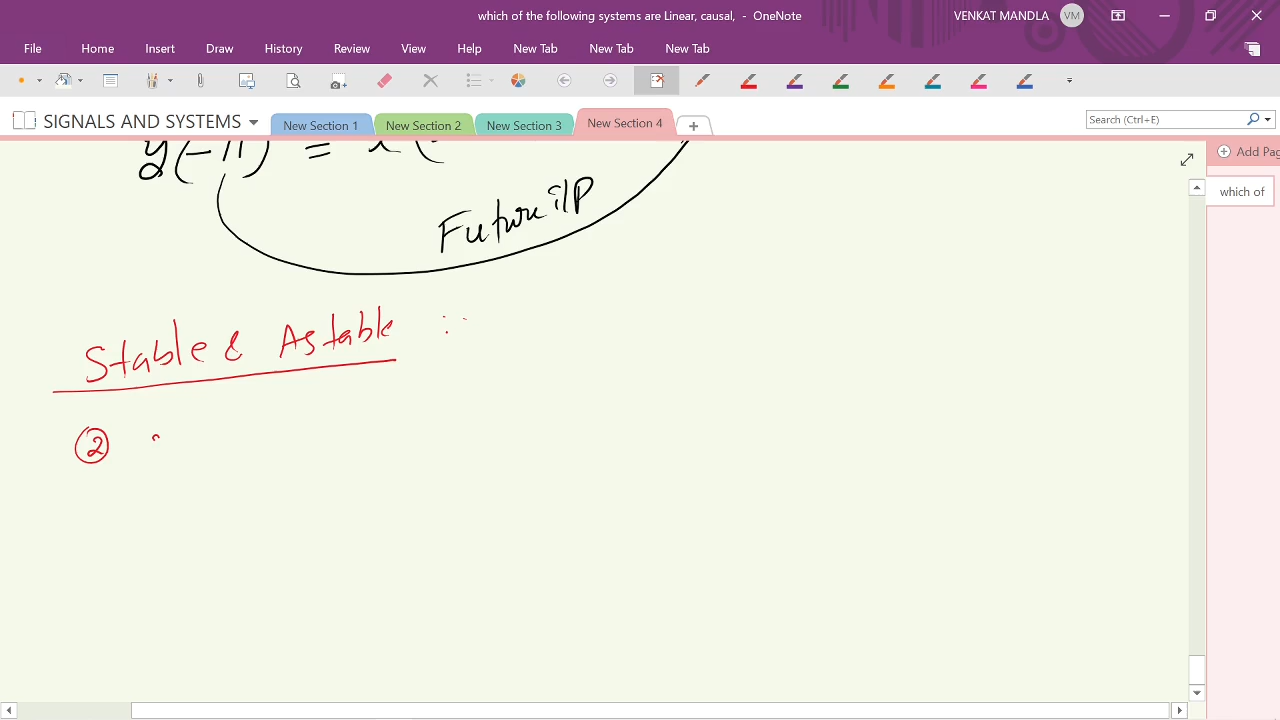 which of the following systems are Linear, causal, - OneNote
VENKAT MANDLA VM
File Home Insert Draw History Review View Help New Tab New Tab New Tab
SIGNALS AND SYSTEMS New Section 1 New Section 2 New Section 3 New Section 4 Search (Ctrl+E)
Add Pag
which of
y(-π) = x(
Future i/P
Stable & Astable :
2